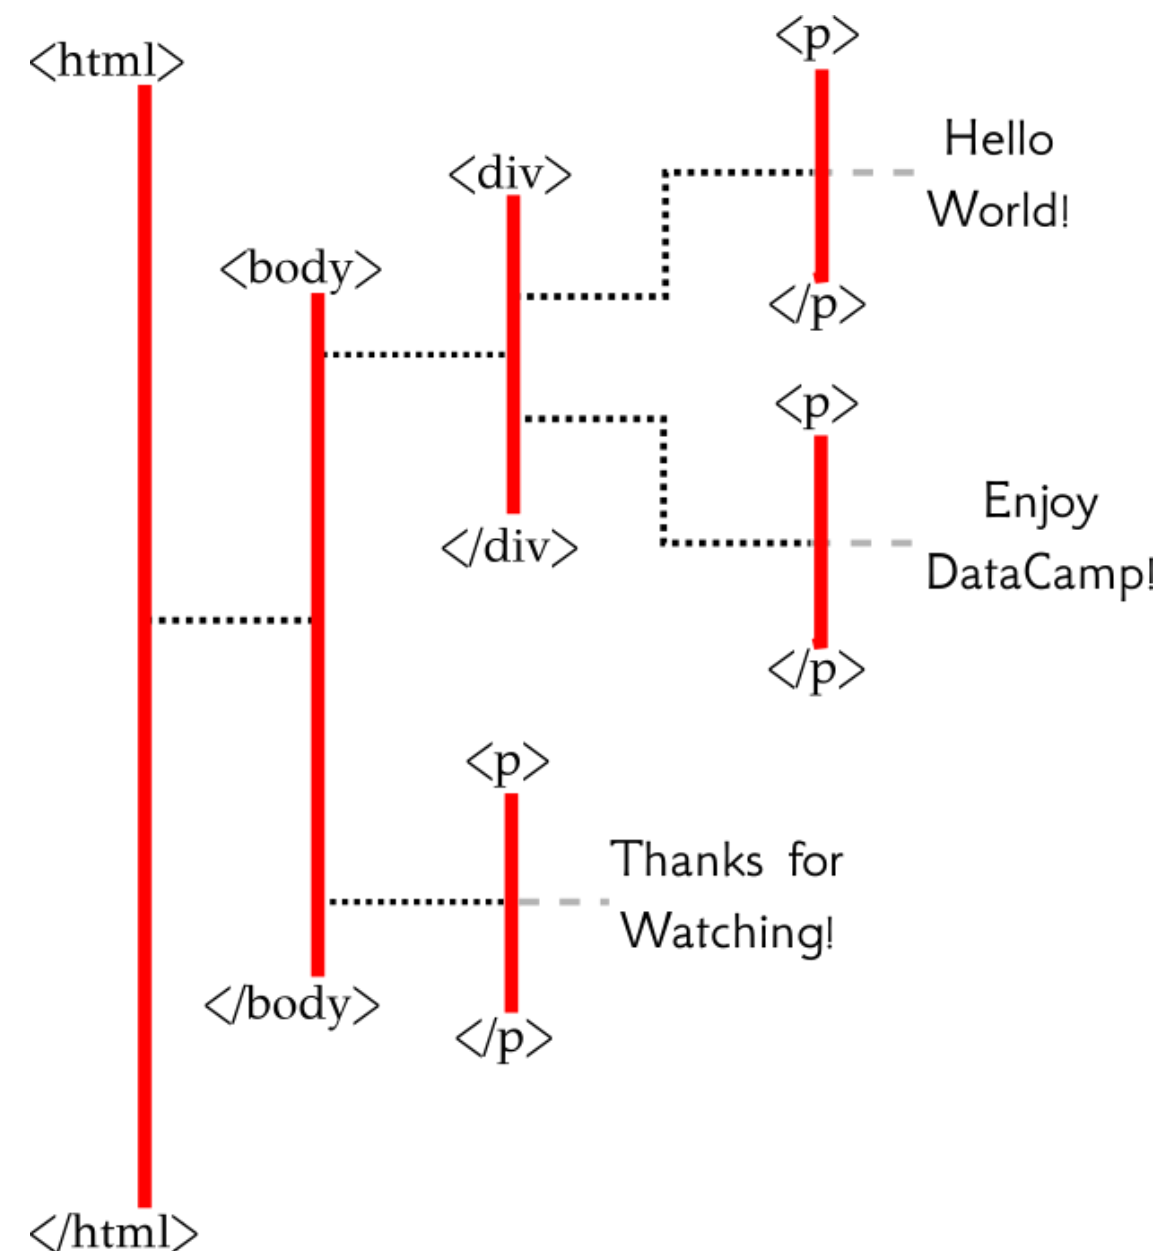 <html>
<body>
<div>
<p>
Hello
World!
</p>
<p>
Enjoy
DataCamp!
</p>
</div>
<p>
Thanks for
Watching!
</p>
</body>
</html>